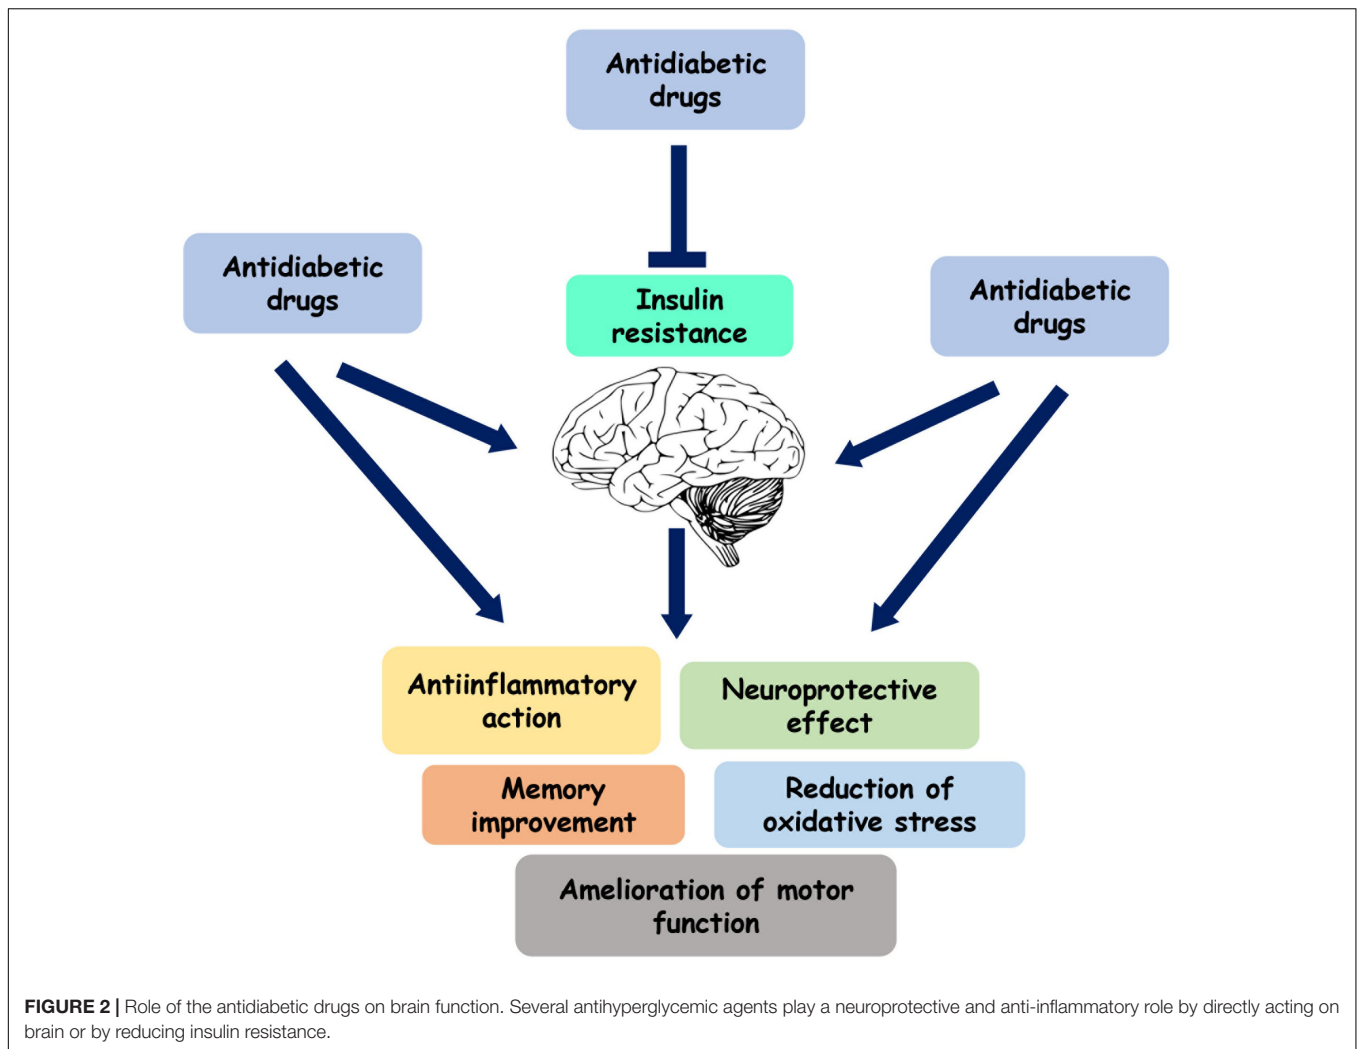 Antidiabetic
drugs
Antidiabetic
drugs
Insulin
resistance
Antidiabetic
drugs
Antiinflammatory
action
Neuroprotective
effect
Memory
improvement
Reduction of
oxidative stress
Amelioration of motor
function
FIGURE 2 | Role of the antidiabetic drugs on brain function. Several antihyperglycemic agents play a neuroprotective and anti-inflammatory role by directly acting on
brain or by reducing insulin resistance.